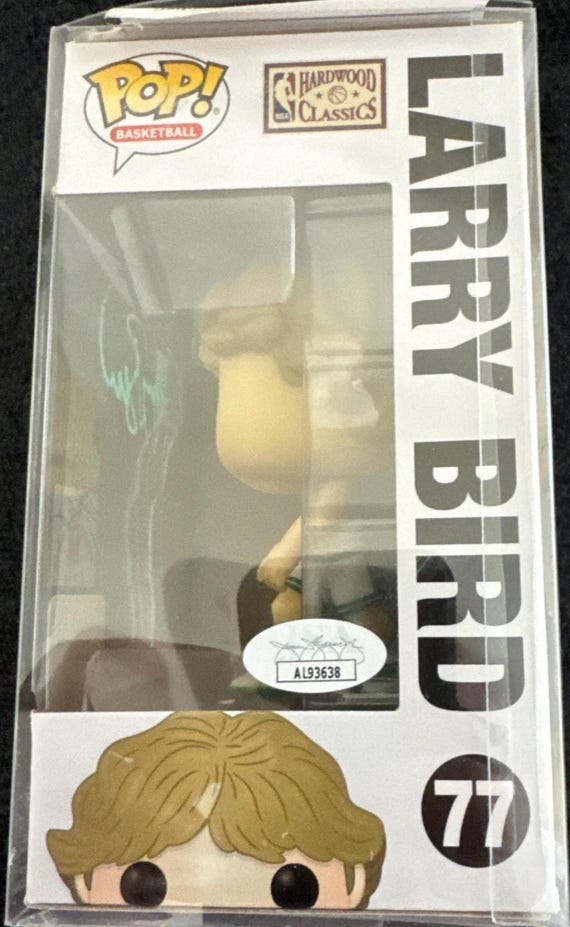 POP!
BASKETBALL
NBA
HARDWOOD
CLASSICS
LARRY BIRD
77
AL93638